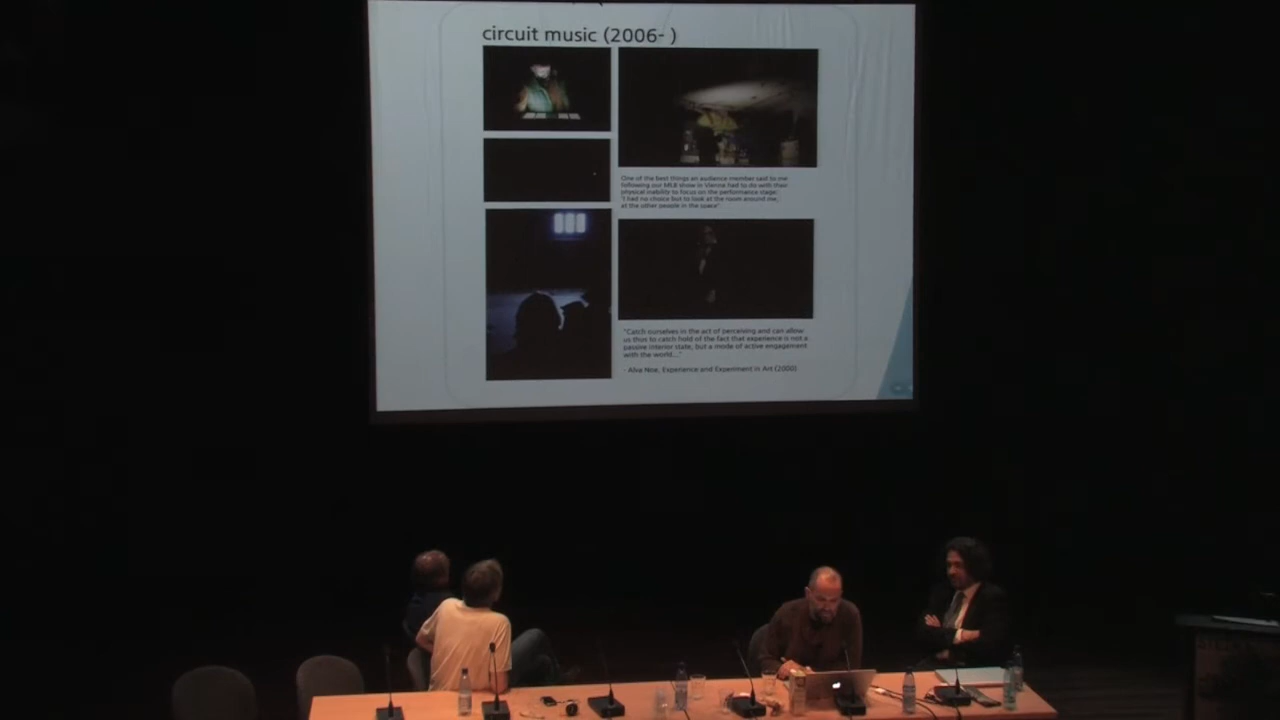 circuit music (2006- )
One of the best things an audience member said to me
following our MLB show in Vienna had to do with their
physical inability to focus on the performance stage:
"I had no choice but to look at the room around me,
at the other people in the space"
"Catch ourselves in the act of perceiving and can allow
us thus to catch hold of the fact that experience is not a
passive interior state, but a mode of active engagement
with the world..."
- Alva Noe, Experience and Experiment in Art (2000)